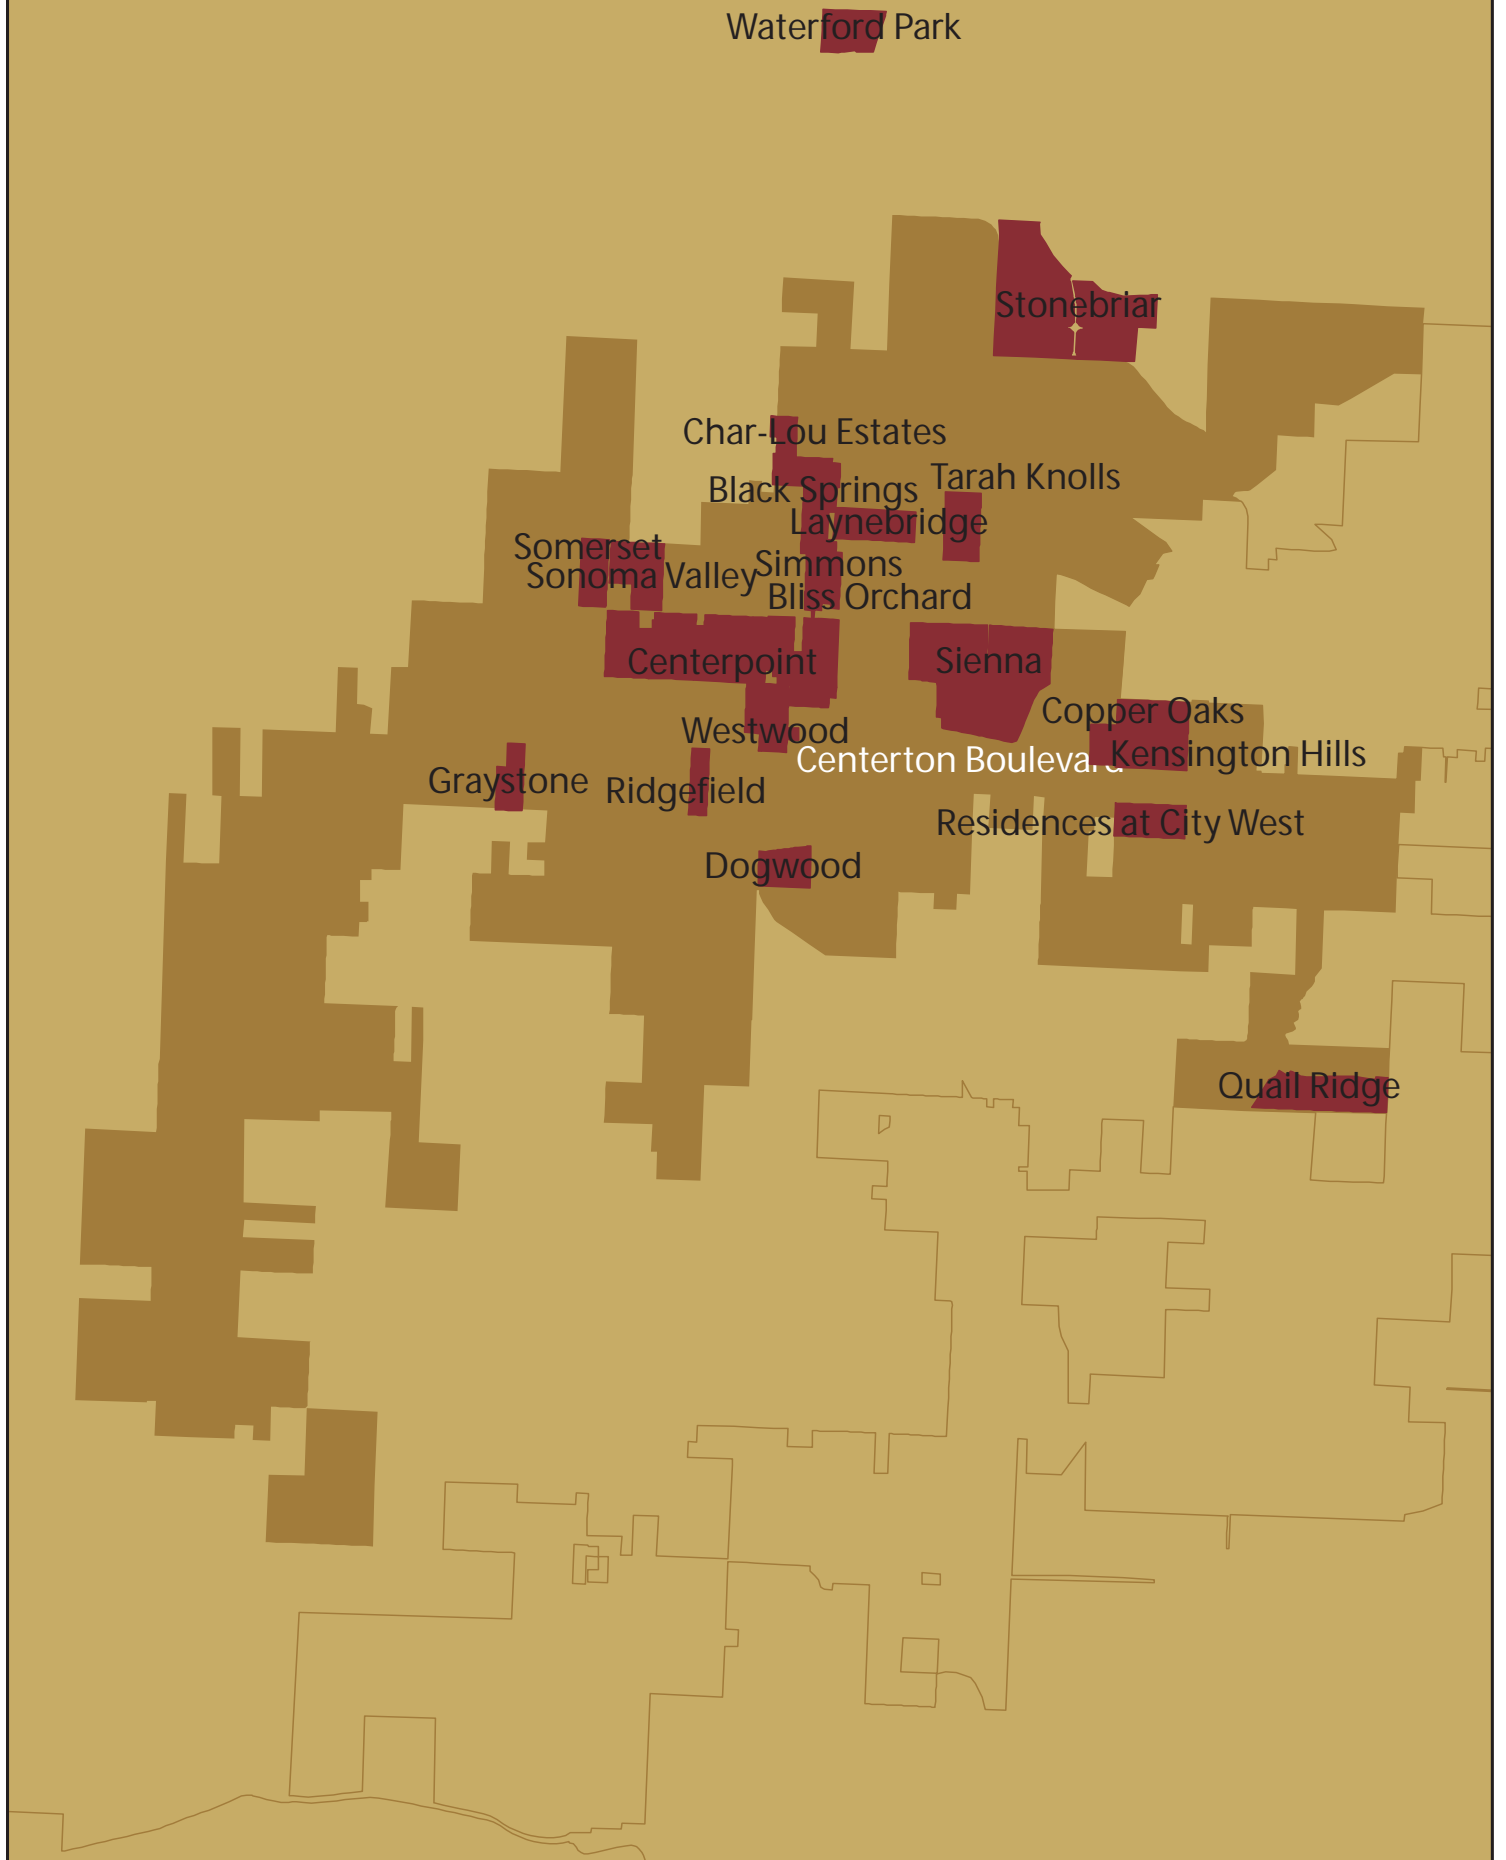 Waterford Park
Stonebriar
Char-Lou Estates
Tarah Knolls
Black Springs
Laynebridge
Somerset
Simmons
Sonoma Valley
Bliss Orchard
Centerpoint
Sienna
Copper Oaks
Westwood
Kensington Hills
Centerton Boulevard
Graystone
Ridgefield
Residences at City West
Dogwood
Quail Ridge